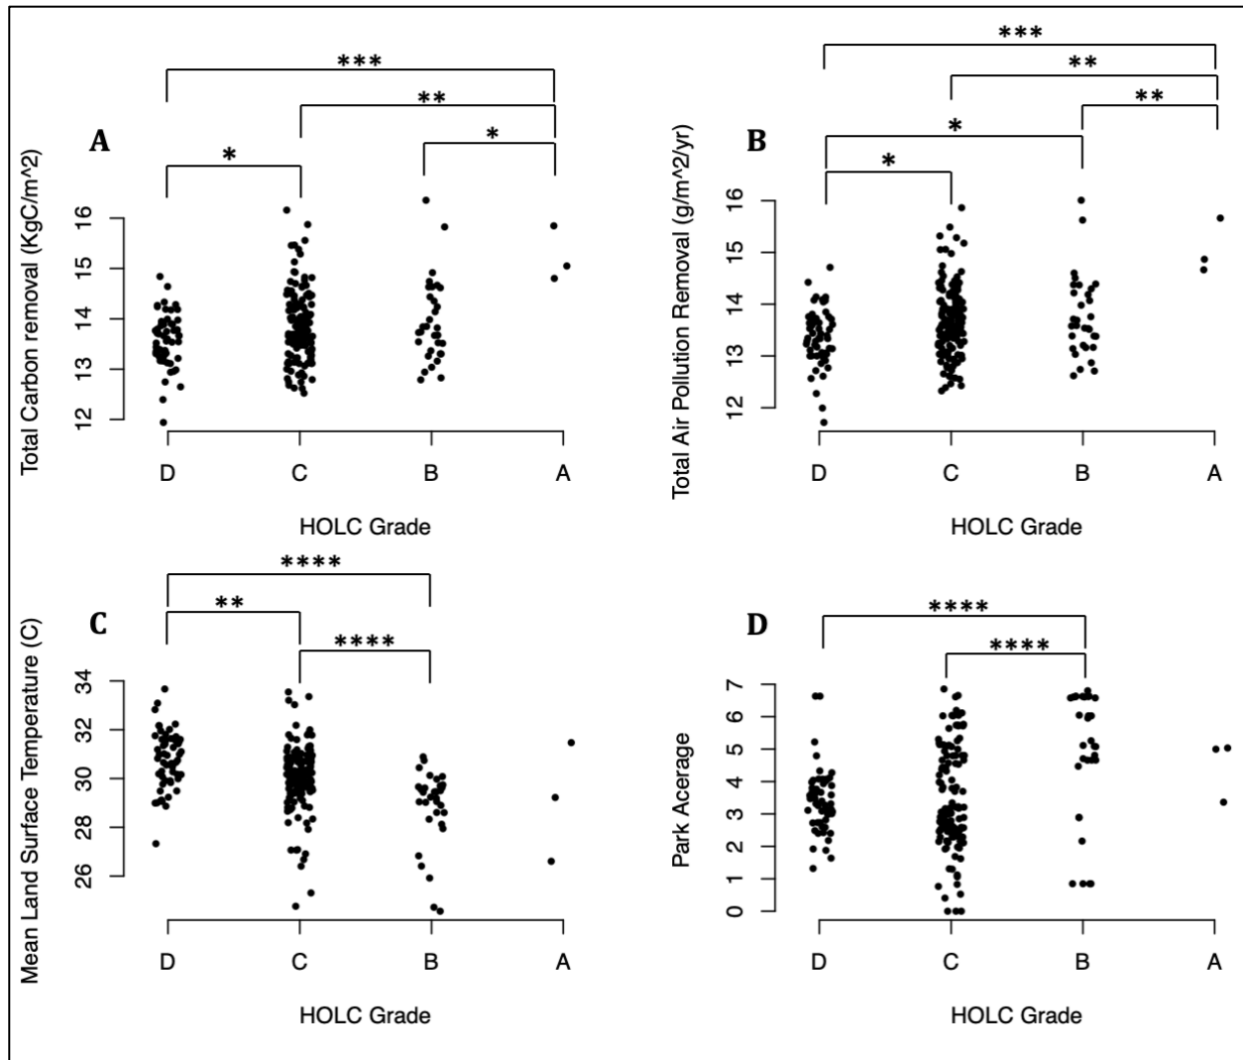 ***
**
*
*
A
Total Carbon removal (KgC/m^2)
16
15
14
13
12
D C B A
HOLC Grade
***
**
**
*
*
B
Total Air Pollution Removal (g/m^2/yr)
16
15
14
13
12
D C B A
HOLC Grade
****
**
****
C
Mean Land Surface Temperature (C)
34
32
30
28
26
D C B A
HOLC Grade
****
****
D
Park Acerage
7
6
5
4
3
2
1
0
D C B A
HOLC Grade